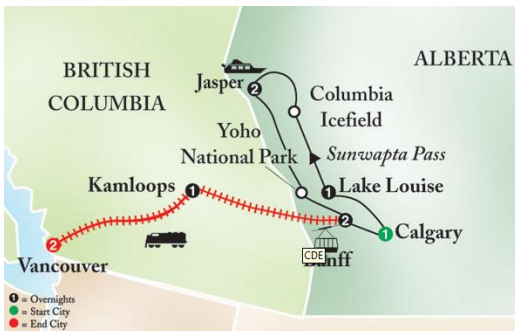 BRITISH
COLUMBIA
ALBERTA
Jasper
2
Columbia
Icefield
Yoho
National Park
Sunwapta Pass
Kamloops
1
1
Lake Louise
2
Vancouver
2
1
Calgary
CDE
Banff
1 = Overnights
= Start City
= End City